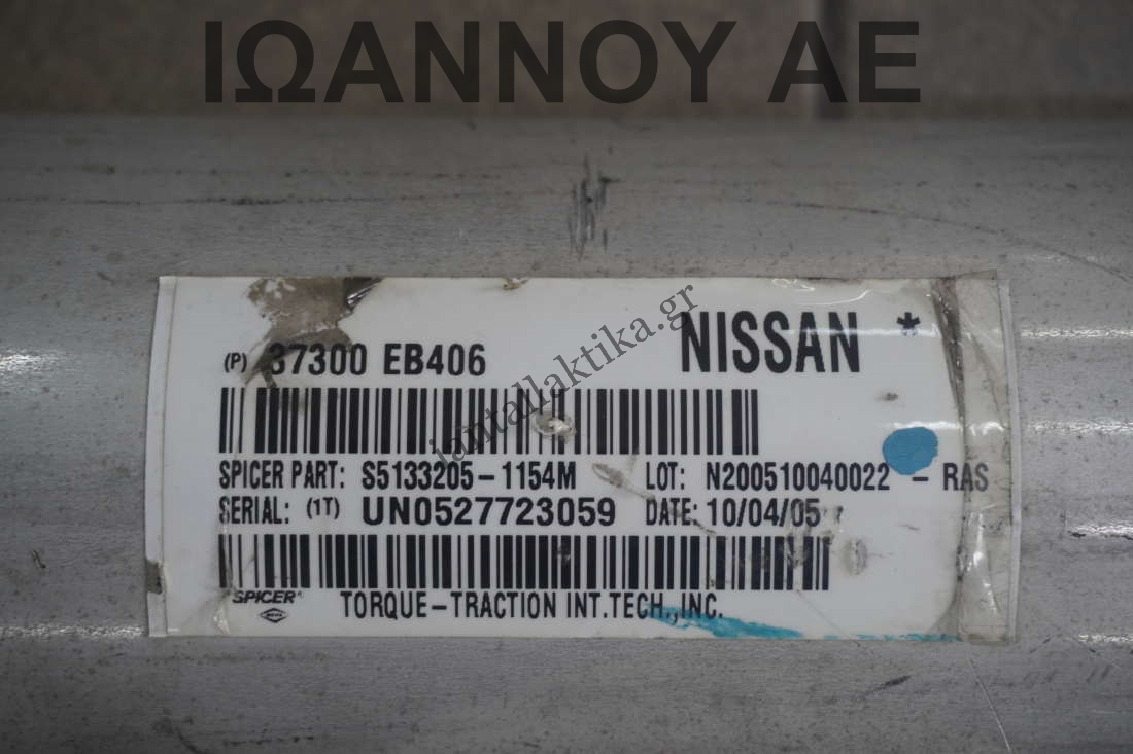 ΙΩΑΝΝΟΥ ΑΕ
NISSAN *
(P) 37300 EB406
iantallaktika.gr
SPICER PART: S5133205-1154M LOT: N200510040022 - RAS
SERIAL: (1T) UN0527723059 DATE: 10/04/05
SPICER® TORQUE-TRACTION INT.TECH.,INC.